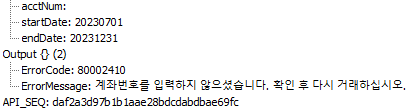 acctNum:
startDate: 20230701
endDate: 20231231
Output {} (2)
ErrorCode: 80002410
ErrorMessage: 계좌번호를 입력하지 않으셨습니다. 확인 후 다시 거래하십시오.
API_SEQ: daf2a3d97b1b1aae28bdcdabdbae69fc